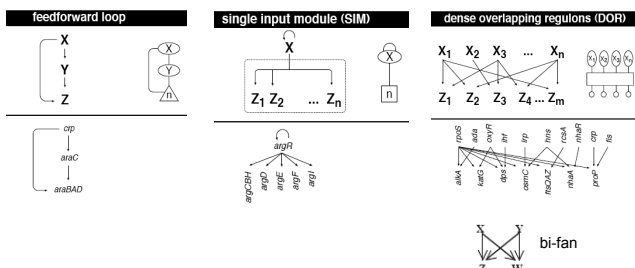 feedforward loop
X
Y
Z
X
Y
n
crp
araC
araBAD
single input module (SIM)
X
Z1 Z2 ... Zn
X
n
argR
argCBH
argD
argE
argF
argI
dense overlapping regulons (DOR)
X1 X2 X3 ... Xn
Z1 Z2 Z3 Z4 ... Zm
X1 X2 X3 Xn
rpoS
ada
oxyR
ihf
lrp
hns
rcsA
nhaR
crp
fis
alkA
katG
dps
osmC
ftsQAZ
nhaA
proP
X Y
Z W
bi-fan